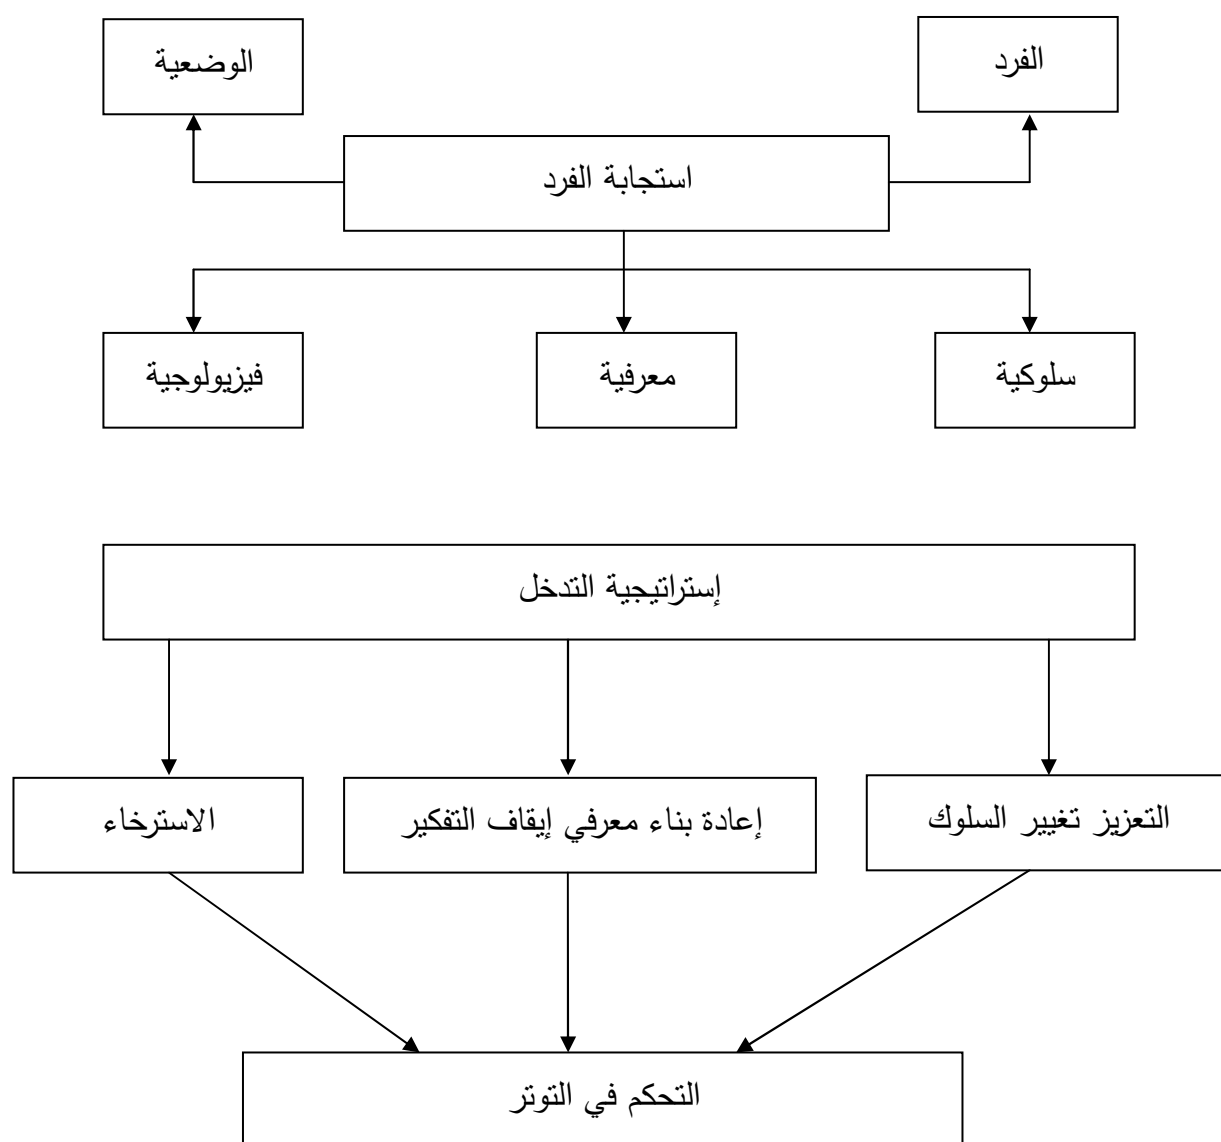 الفرد
الوضعية
استجابة الفرد
سلوكية
معرفية
فيزيولوجية
إستراتيجية التدخل
التعزيز تغيير السلوك
إعادة بناء معرفي إيقاف التفكير
الاسترخاء
التحكم في التوتر